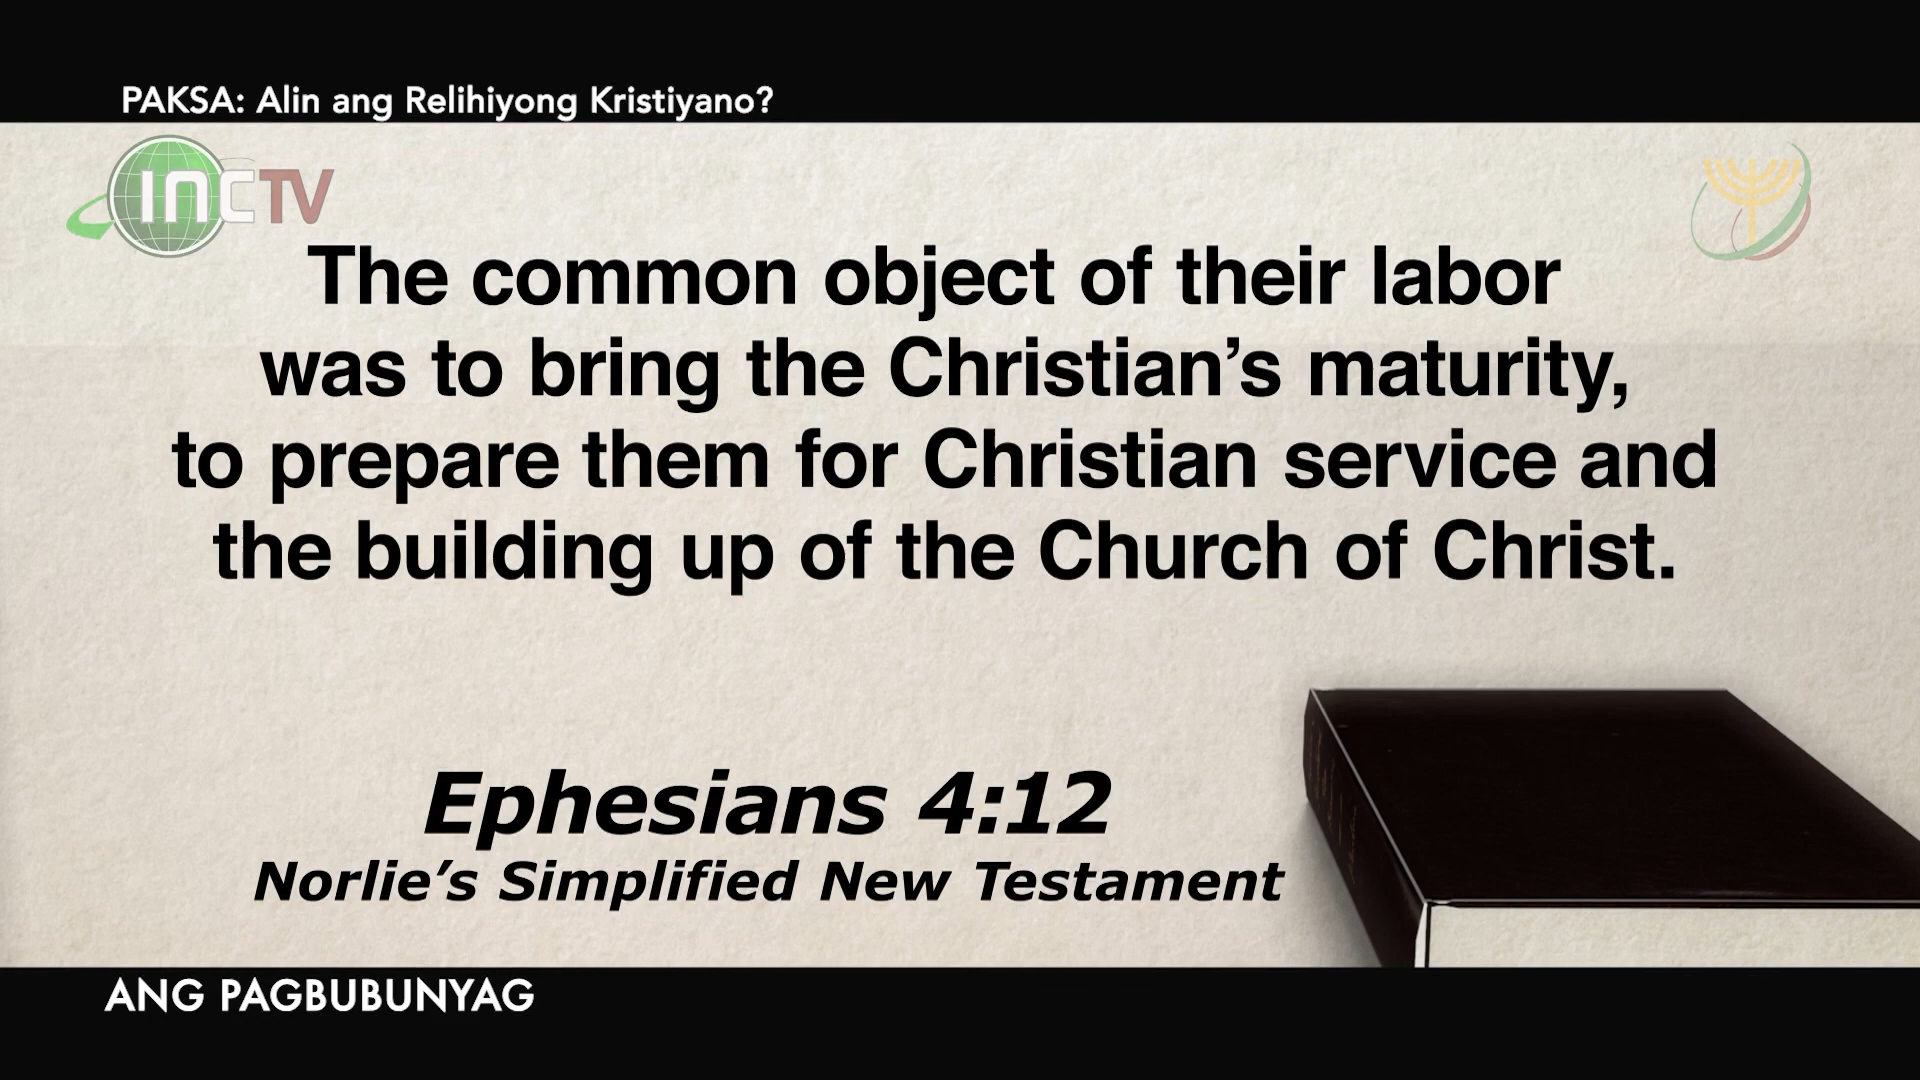 PAKSA: Alin ang Relihiyong Kristiyano?
INCTV
The common object of their labor
was to bring the Christian’s maturity,
to prepare them for Christian service and
the building up of the Church of Christ.
Ephesians 4:12
Norlie’s Simplified New Testament
ANG PAGBUBUNYAG